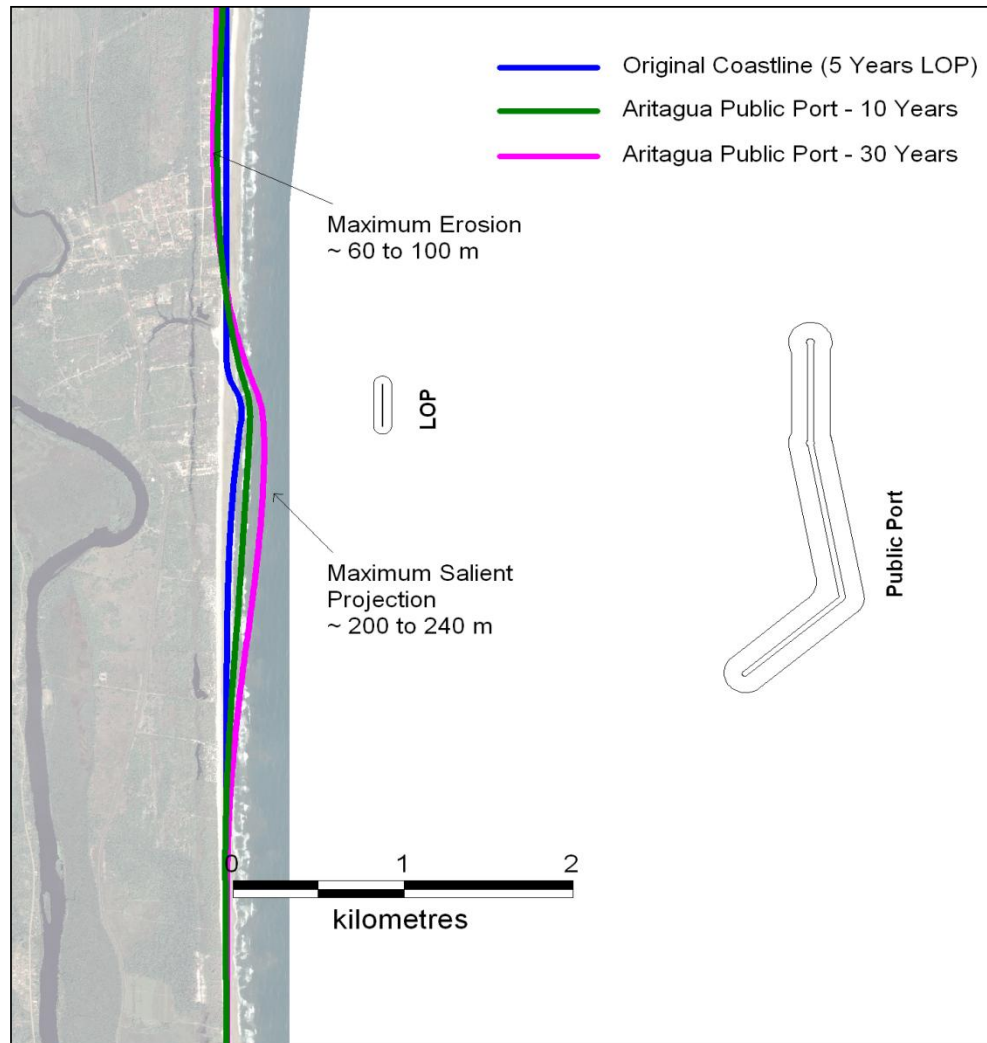 Original Coastline (5 Years LOP)
Aritagua Public Port - 10 Years
Aritagua Public Port - 30 Years
Maximum Erosion
~ 60 to 100 m
LOP
Public Port
Maximum Salient
Projection
~ 200 to 240 m
0 1 2
kilometres